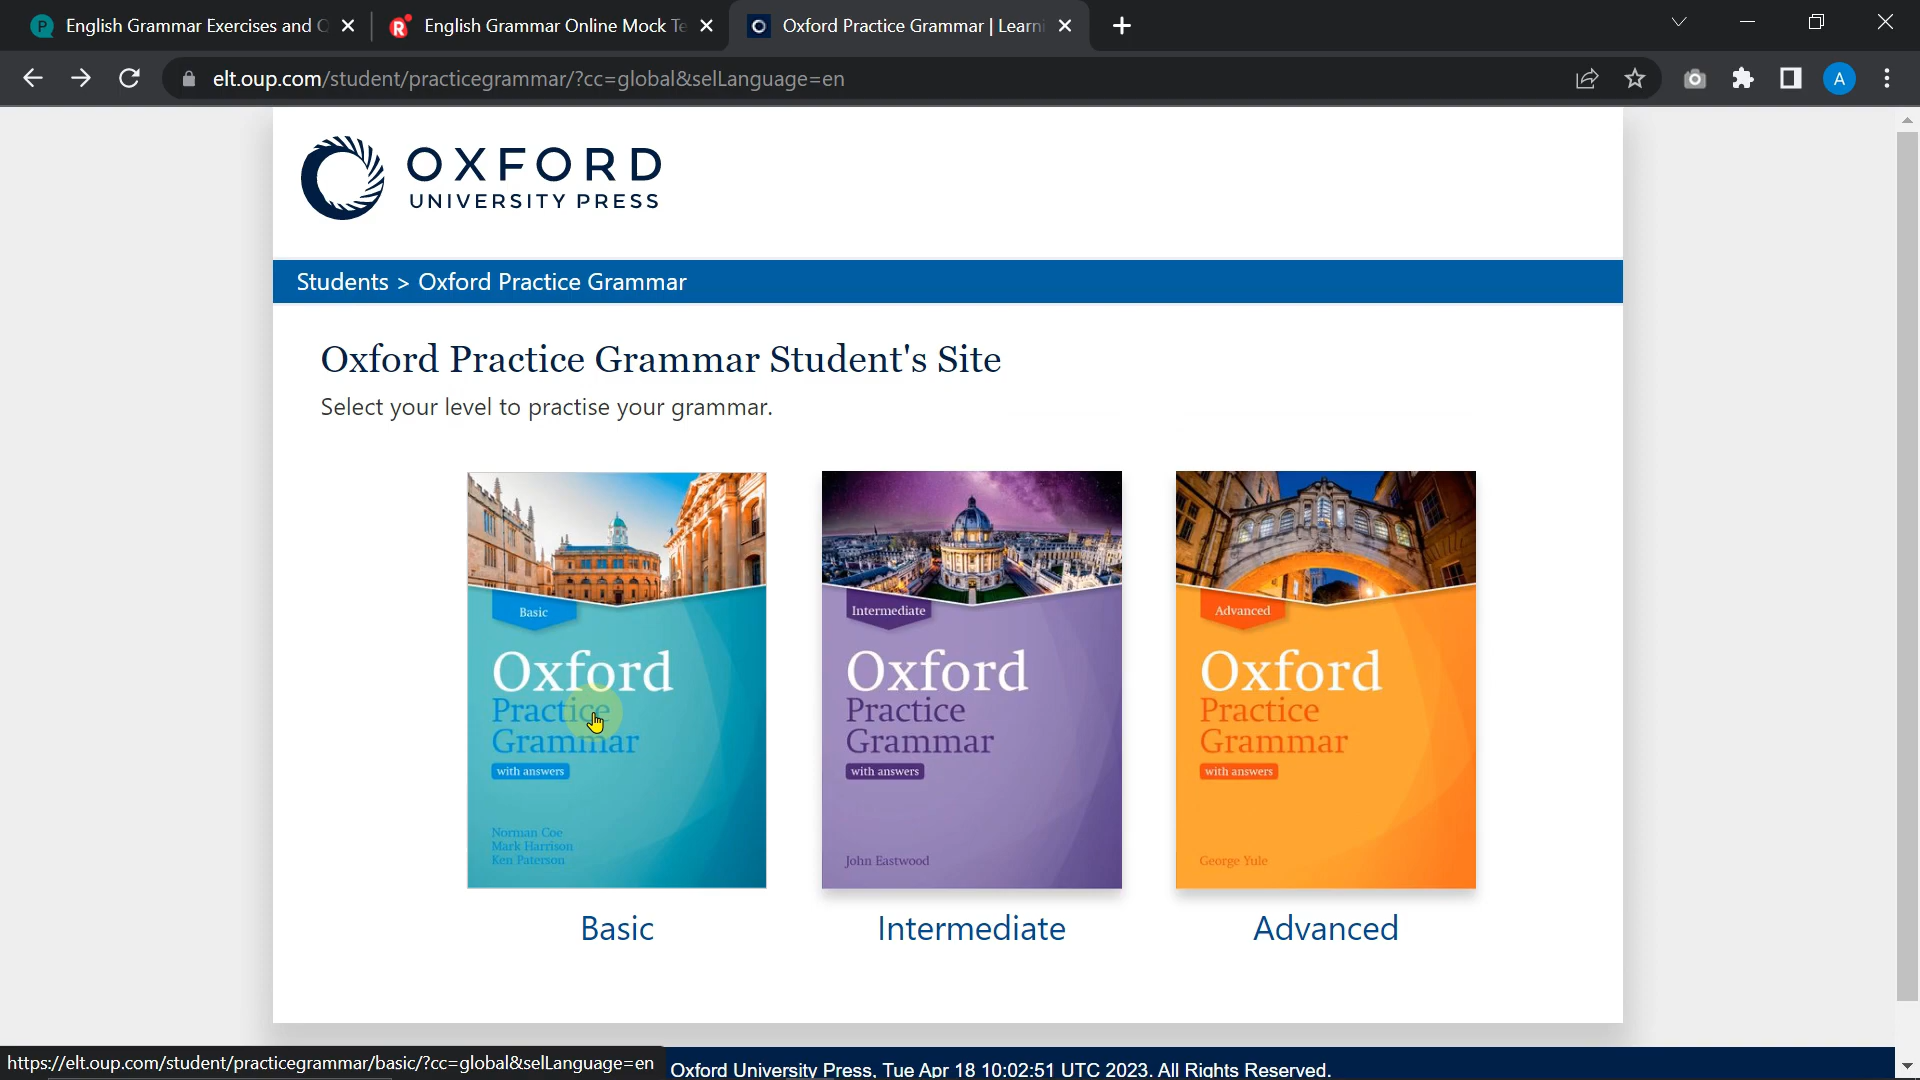 English Grammar Exercises and
English Grammar Online Mock Te
Oxford Practice Grammar | Learni
elt.oup.com/student/practicegrammar/?cc=global&selLanguage=en
A
OXFORD
UNIVERSITY PRESS
Students > Oxford Practice Grammar
Oxford Practice Grammar Student's Site
Select your level to practise your grammar.
Basic
Oxford
Practice
Grammar
with answers
Norman Coe
Mark Harrison
Ken Paterson
Intermediate
Oxford
Practice
Grammar
with answers
John Eastwood
Advanced
Oxford
Practice
Grammar
with answers
George Yule
Basic
Intermediate
Advanced
https://elt.oup.com/student/practicegrammar/basic/?cc=global&selLanguage=en
Oxford University Press, Tue Apr 18 10:02:51 UTC 2023. All Rights Reserved.